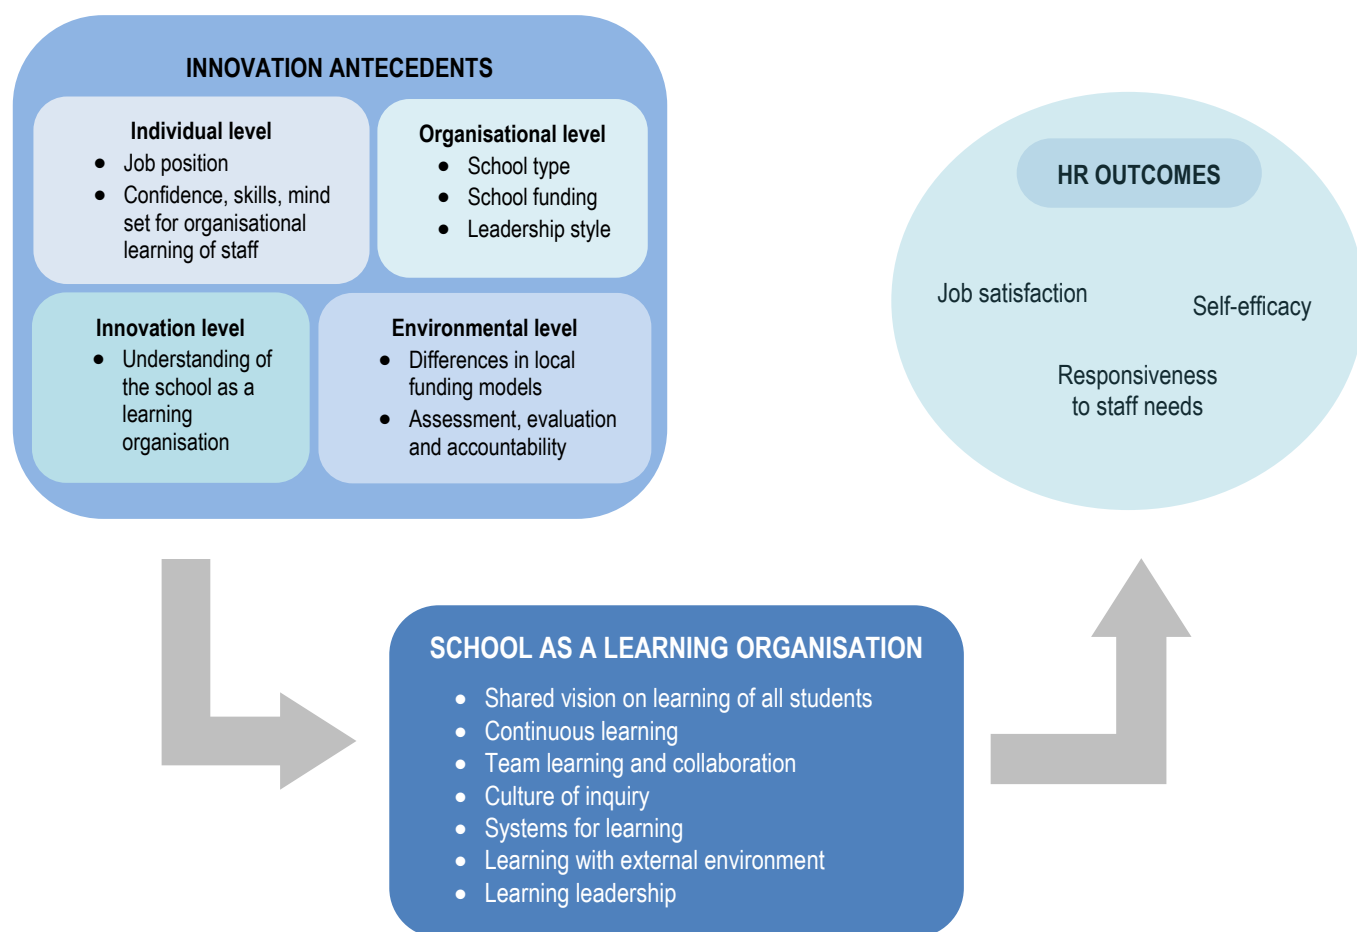 INNOVATION ANTECEDENTS
Individual level
• Job position
• Confidence, skills, mind
set for organisational
learning of staff
Organisational level
• School type
• School funding
• Leadership style
Innovation level
• Understanding of
the school as a
learning
organisation
Environmental level
• Differences in local
funding models
• Assessment, evaluation
and accountability
HR OUTCOMES
Job satisfaction
Self-efficacy
Responsiveness
to staff needs
SCHOOL AS A LEARNING ORGANISATION
• Shared vision on learning of all students
• Continuous learning
• Team learning and collaboration
• Culture of inquiry
• Systems for learning
• Learning with external environment
• Learning leadership